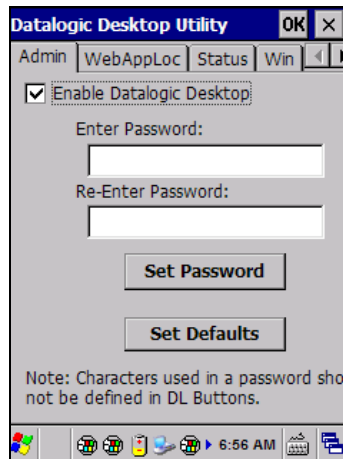 Datalogic Desktop Utility OK ×
Admin WebAppLoc Status Win
Enable Datalogic Desktop
Enter Password:
Re-Enter Password:
Set Password
Set Defaults
Note: Characters used in a password sho
not be defined in DL Buttons.
6:56 AM